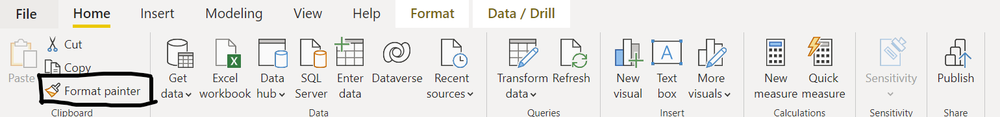 File Home Insert Modeling View Help Format Data / Drill
Paste
Cut
Copy
Format painter
Clipboard
Get
data
Excel
workbook
Data
hub
SQL
Server
Enter
data
Dataverse
Recent
sources
Data
Transform
data
Refresh
Queries
New
visual
A
Text
box
More
visuals
Insert
New
measure
Quick
measure
Calculations
Sensitivity
Sensitivity
Publish
Share